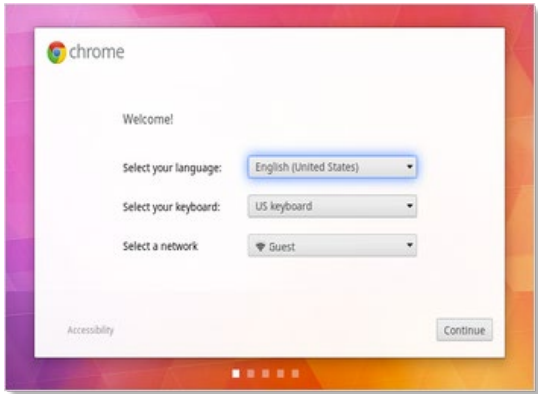 chrome
Welcome!
Select your language: English (United States)
Select your keyboard: US keyboard
Select a network Guest
Accessibility Continue